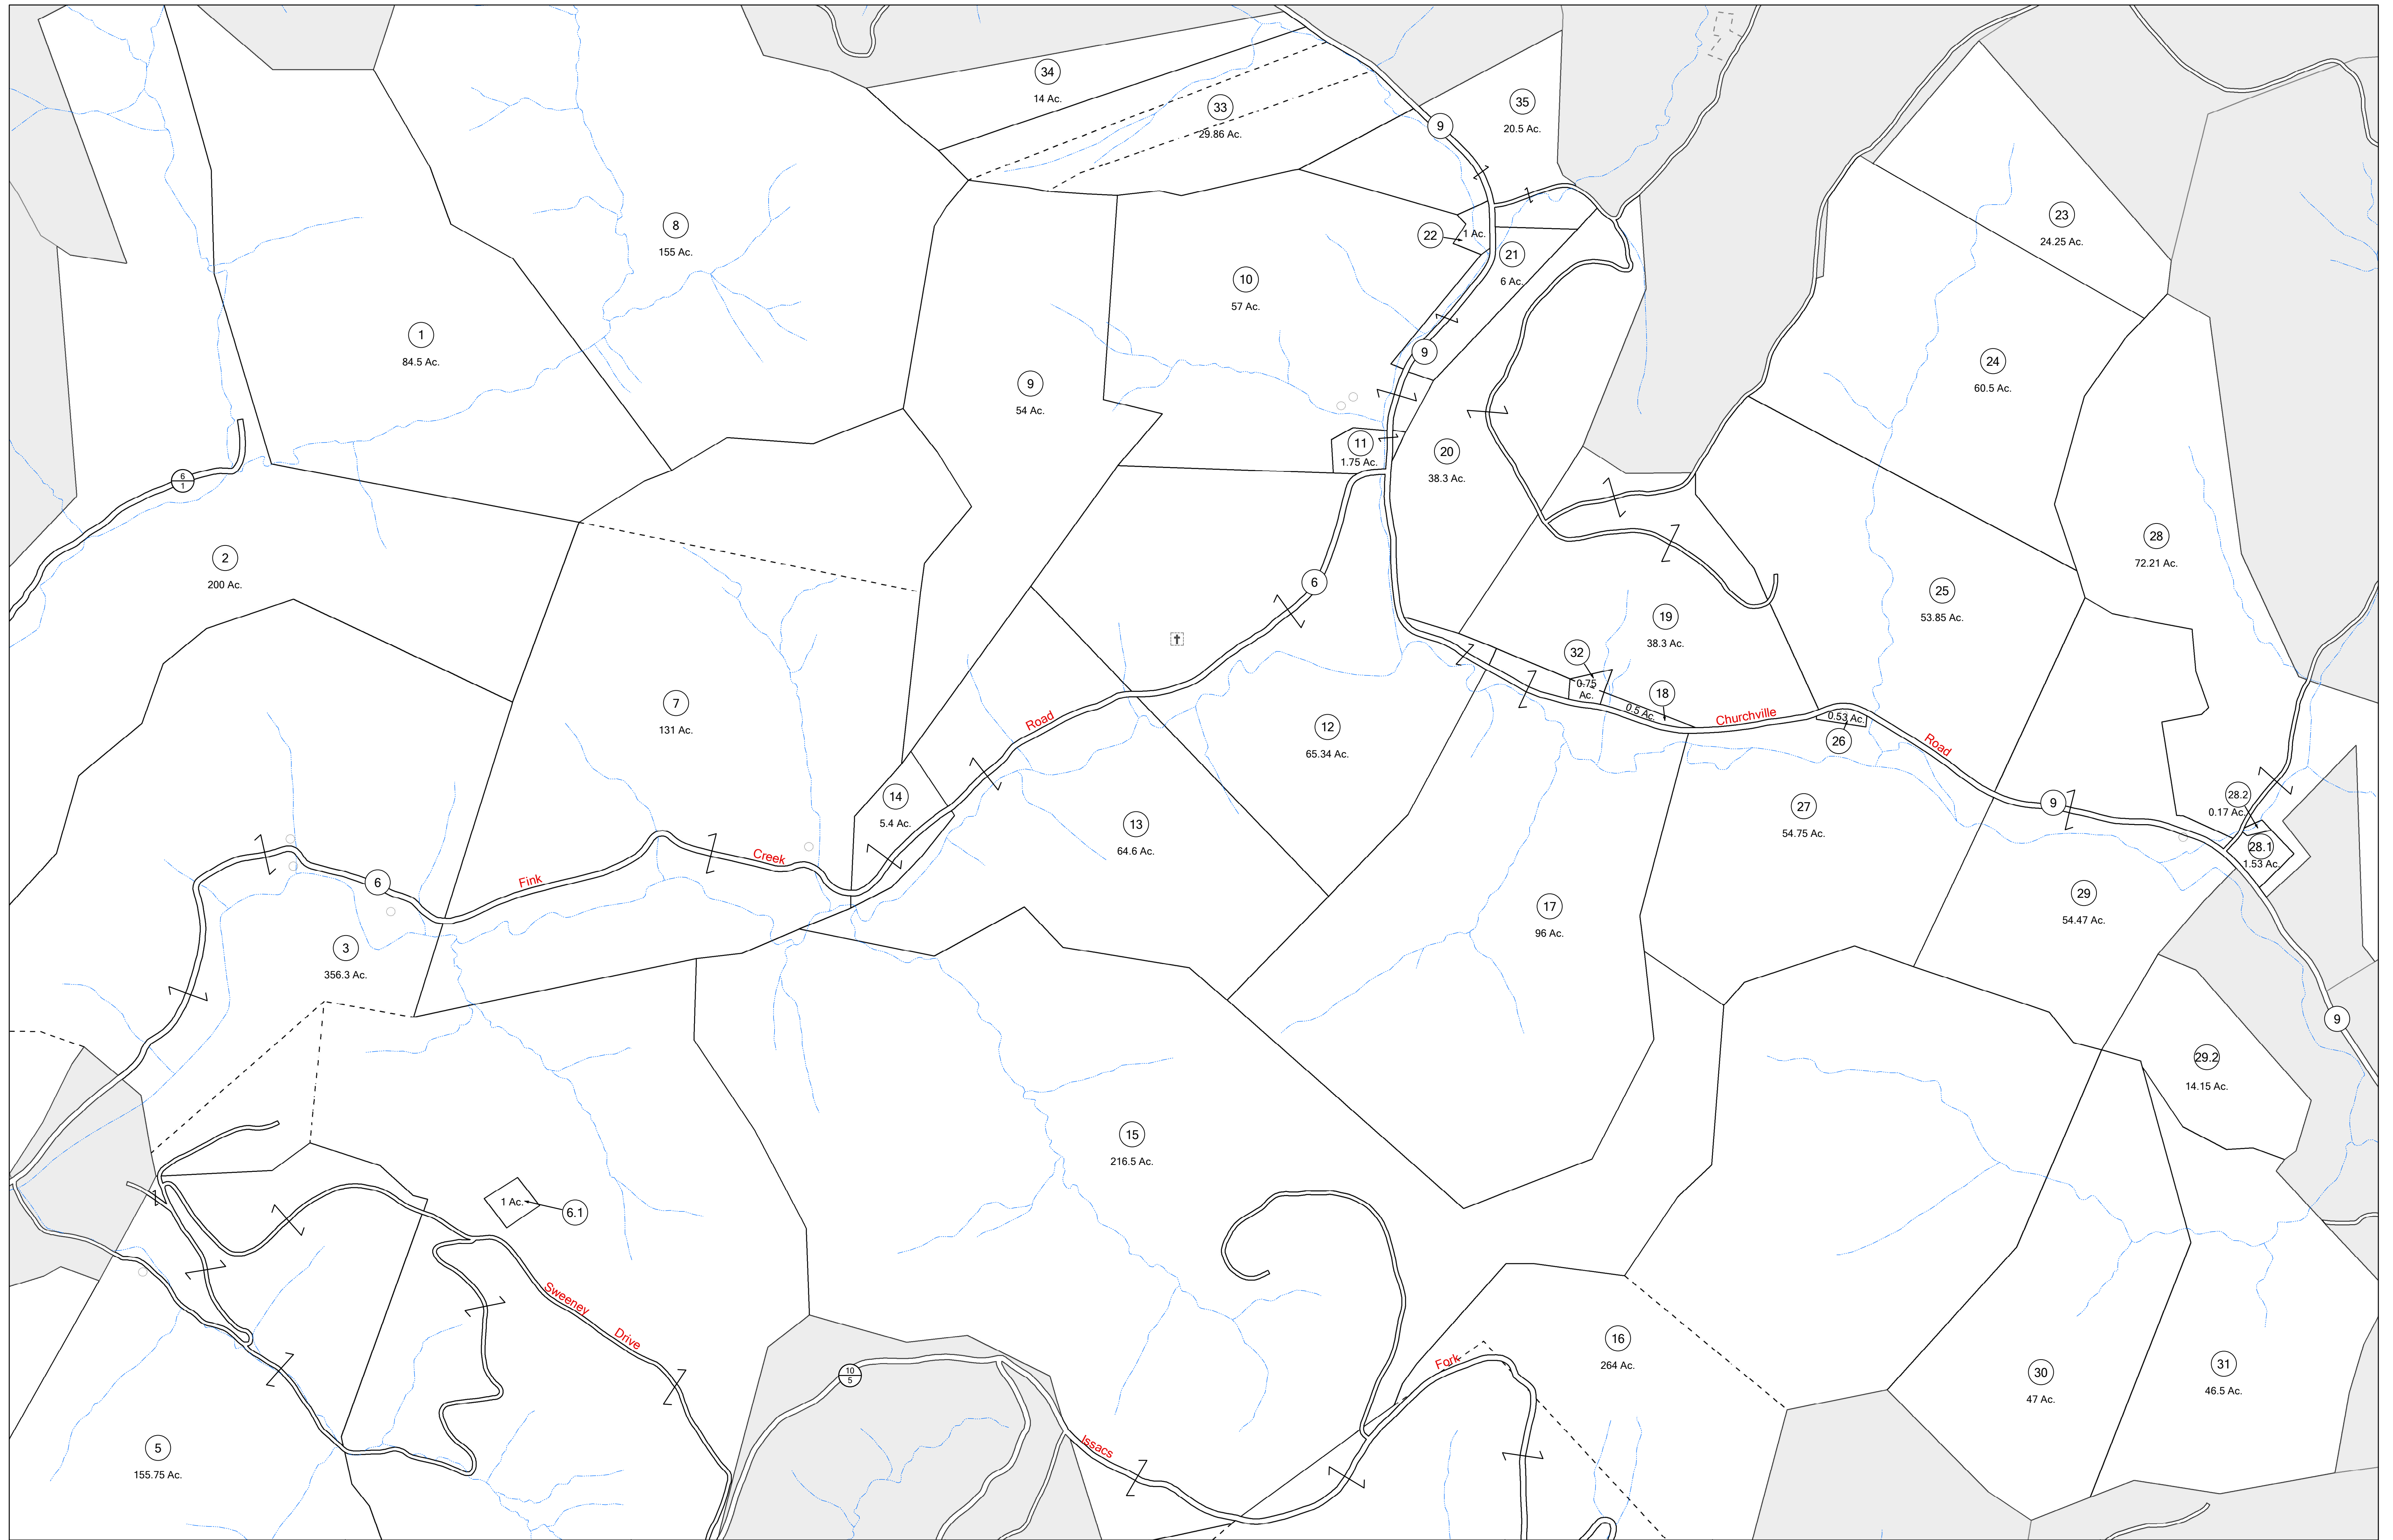 34
14 Ac.
33
29.86 Ac.
35
20.5 Ac.
9
8
155 Ac.
23
24.25 Ac.
22
1 Ac.
21
6 Ac.
10
57 Ac.
1
84.5 Ac.
9
24
60.5 Ac.
9
54 Ac.
11
1.75 Ac.
20
38.3 Ac.
6
1
28
72.21 Ac.
2
200 Ac.
6
25
53.85 Ac.
19
38.3 Ac.
32
0.75
Ac.
18
0.5 Ac.
7
131 Ac.
Road
12
65.34 Ac.
Churchville
0.53 Ac.
26
Road
14
5.4 Ac.
13
64.6 Ac.
27
54.75 Ac.
9
28.2
0.17 Ac.
28.1
1.53 Ac.
Creek
Fink
6
17
96 Ac.
29
54.47 Ac.
3
356.3 Ac.
9
29.2
14.15 Ac.
15
216.5 Ac.
1 Ac.
6.1
Sweeney
Drive
16
264 Ac.
Fork
10
5
30
47 Ac.
31
46.5 Ac.
Issacs
5
155.75 Ac.